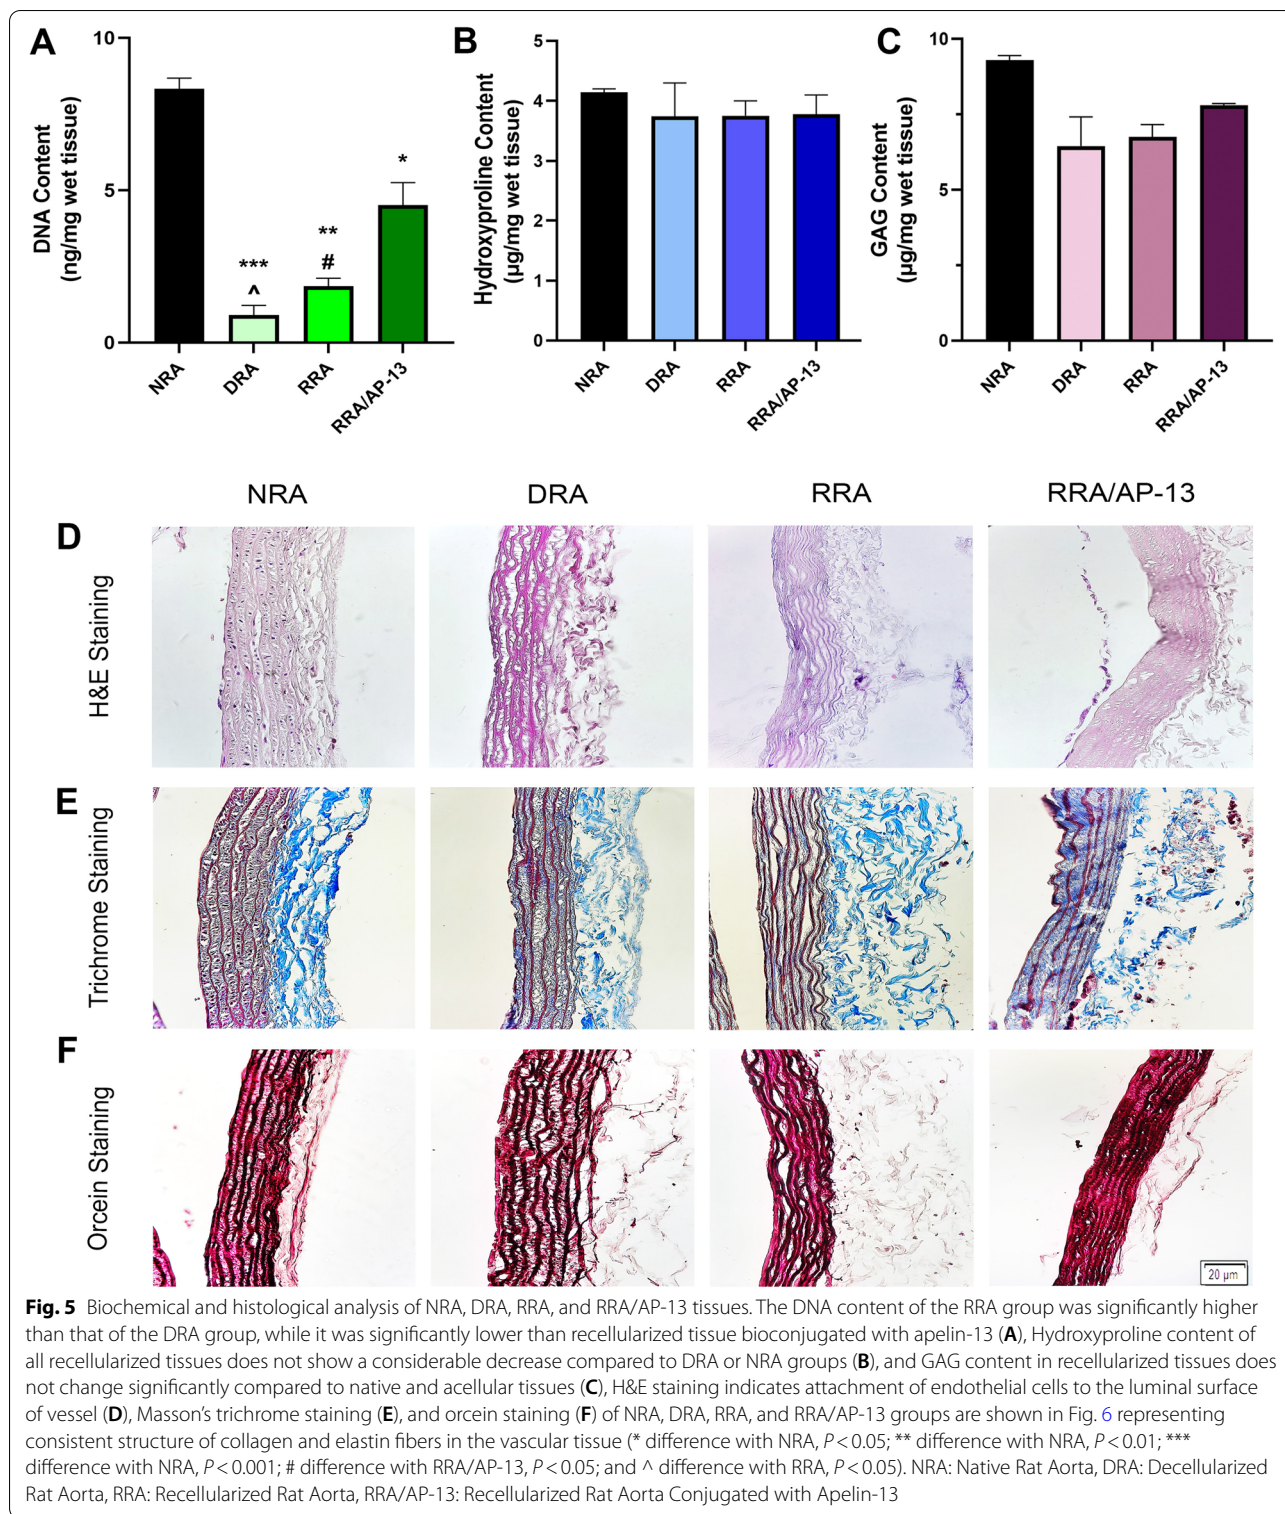 A
DNA Content
(ng/mg wet tissue)
10
5
0
***
^
**
#
*
NRA
DRA
RRA
RRA/AP-13
B
Hydroxyproline Content
(µg/mg wet tissue)
5
4
3
2
1
0
NRA
DRA
RRA
RRA/AP-13
C
GAG Content
(µg/mg wet tissue)
10
5
0
NRA
DRA
RRA
RRA/AP-13
NRA
DRA
RRA
RRA/AP-13
D
H&E Staining
E
Trichrome Staining
F
Orcein Staining
20 µm
Fig. 5 Biochemical and histological analysis of NRA, DRA, RRA, and RRA/AP-13 tissues. The DNA content of the RRA group was significantly higher
than that of the DRA group, while it was significantly lower than recellularized tissue bioconjugated with apelin-13 (A), Hydroxyproline content of
all recellularized tissues does not show a considerable decrease compared to DRA or NRA groups (B), and GAG content in recellularized tissues does
not change significantly compared to native and acellular tissues (C), H&E staining indicates attachment of endothelial cells to the luminal surface
of vessel (D), Masson's trichrome staining (E), and orcein staining (F) of NRA, DRA, RRA, and RRA/AP-13 groups are shown in Fig. 6 representing
consistent structure of collagen and elastin fibers in the vascular tissue (* difference with NRA, P < 0.05; ** difference with NRA, P < 0.01; ***
difference with NRA, P < 0.001; # difference with RRA/AP-13, P < 0.05; and ^ difference with RRA, P < 0.05). NRA: Native Rat Aorta, DRA: Decellularized
Rat Aorta, RRA: Recellularized Rat Aorta, RRA/AP-13: Recellularized Rat Aorta Conjugated with Apelin-13